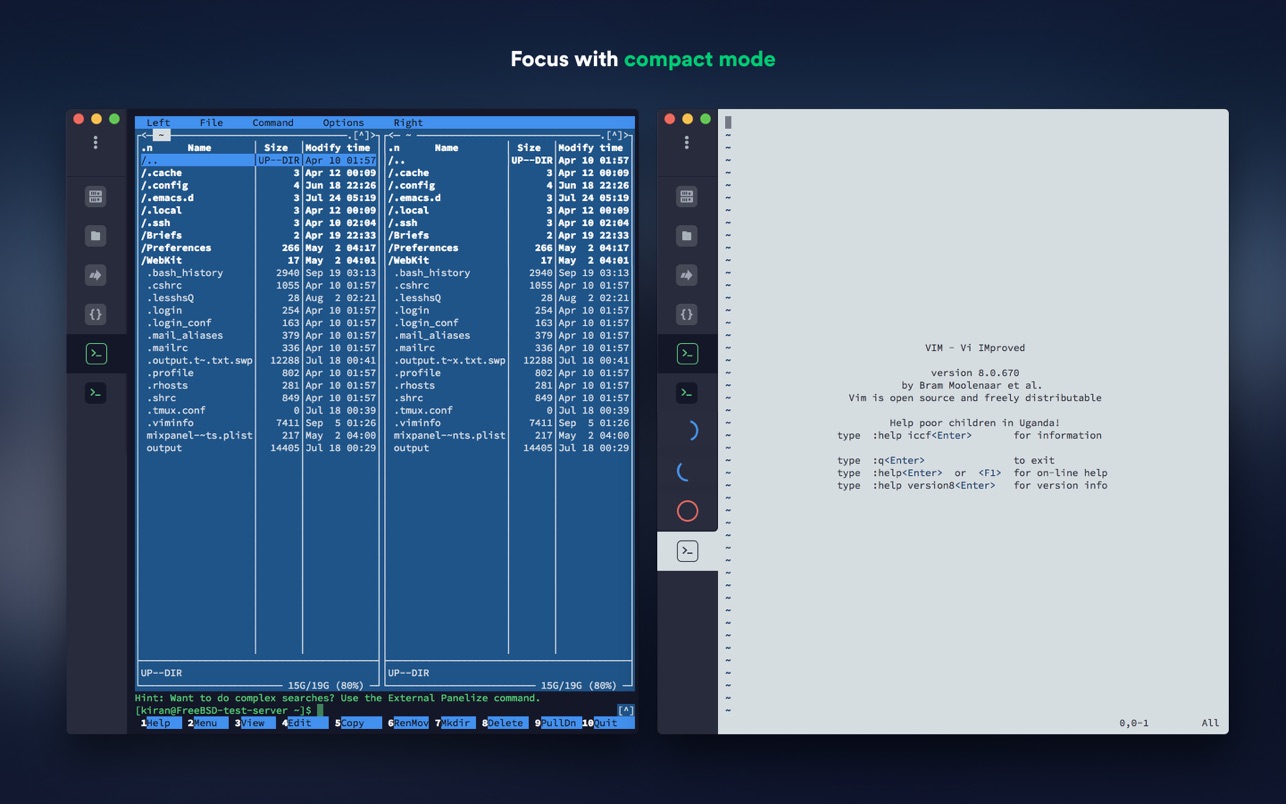 Focus with compact mode
Left File Command Options Right
<─ ~ ─.[^]>
.n Name Size Modify time
/.. UP--DIR Apr 10 01:57
/.cache 3 Apr 12 00:09
/.config 4 Jun 18 22:26
/.emacs.d 3 Jul 24 05:19
/.local 3 Apr 12 00:09
/.ssh 3 Apr 10 02:04
/Briefs 2 Apr 19 22:33
/Preferences 266 May 2 04:17
/WebKit 17 May 2 04:01
.bash_history 2940 Sep 19 03:13
.cshrc 1055 Apr 10 01:57
.lesshsQ 28 Aug 2 02:21
.login 254 Apr 10 01:57
.login_conf 163 Apr 10 01:57
.mail_aliases 379 Apr 10 01:57
.mailrc 336 Apr 10 01:57
.output.t~.txt.swp 12288 Jul 18 00:41
.profile 802 Apr 10 01:57
.rhosts 281 Apr 10 01:57
.shrc 849 Apr 10 01:57
.tmux.conf 0 Jul 18 00:39
.viminfo 7411 Sep 5 01:26
mixpanel~~ts.plist 217 May 2 04:00
output 14405 Jul 18 00:29
UP--DIR
15G/19G (80%)
<─ ~ ─.[^]>
.n Name Size Modify time
/.. UP--DIR Apr 10 01:57
/.cache 3 Apr 12 00:09
/.config 4 Jun 18 22:26
/.emacs.d 3 Jul 24 05:19
/.local 3 Apr 12 00:09
/.ssh 3 Apr 10 02:04
/Briefs 2 Apr 19 22:33
/Preferences 266 May 2 04:17
/WebKit 17 May 2 04:01
.bash_history 2940 Sep 19 03:13
.cshrc 1055 Apr 10 01:57
.lesshsQ 28 Aug 2 02:21
.login 254 Apr 10 01:57
.login_conf 163 Apr 10 01:57
.mail_aliases 379 Apr 10 01:57
.mailrc 336 Apr 10 01:57
.output.t~x.txt.swp 12288 Jul 18 00:41
.profile 802 Apr 10 01:57
.rhosts 281 Apr 10 01:57
.shrc 849 Apr 10 01:57
.tmux.conf 0 Jul 18 00:39
.viminfo 7411 Sep 5 01:26
mixpanel~~nts.plist 217 May 2 04:00
output 14405 Jul 18 00:29
UP--DIR
15G/19G (80%)
Hint: Want to do complex searches? Use the External Panelize command.
[kiran@FreeBSD-test-server ~]$ [^]
1Help 2Menu 3View 4Edit 5Copy 6RenMov 7Mkdir 8Delete 9PullDn 10Quit
VIM - Vi IMproved
version 8.0.670
by Bram Moolenaar et al.
Vim is open source and freely distributable
Help poor children in Uganda!
type :help iccf<Enter> for information
type :q<Enter> to exit
type :help<Enter> or <F1> for on-line help
type :help version8<Enter> for version info
0,0-1 All